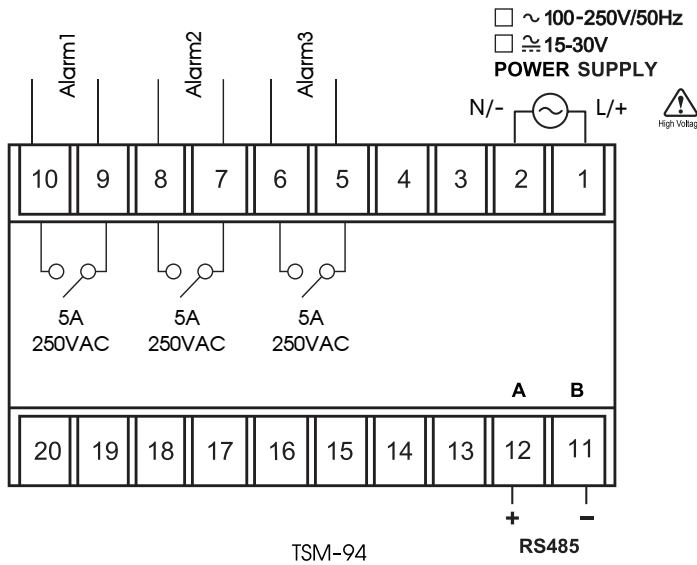 ☐ ~ 100-250V/50Hz
☐ ≂ 15-30V
POWER SUPPLY
Alarm1
Alarm2
Alarm3
N/-
L/+
High Voltag
10 9 8 7 6 5 4 3 2 1
5A
250VAC
5A
250VAC
5A
250VAC
A B
20 19 18 17 16 15 14 13 12 11
+ −
RS485
TSM-94